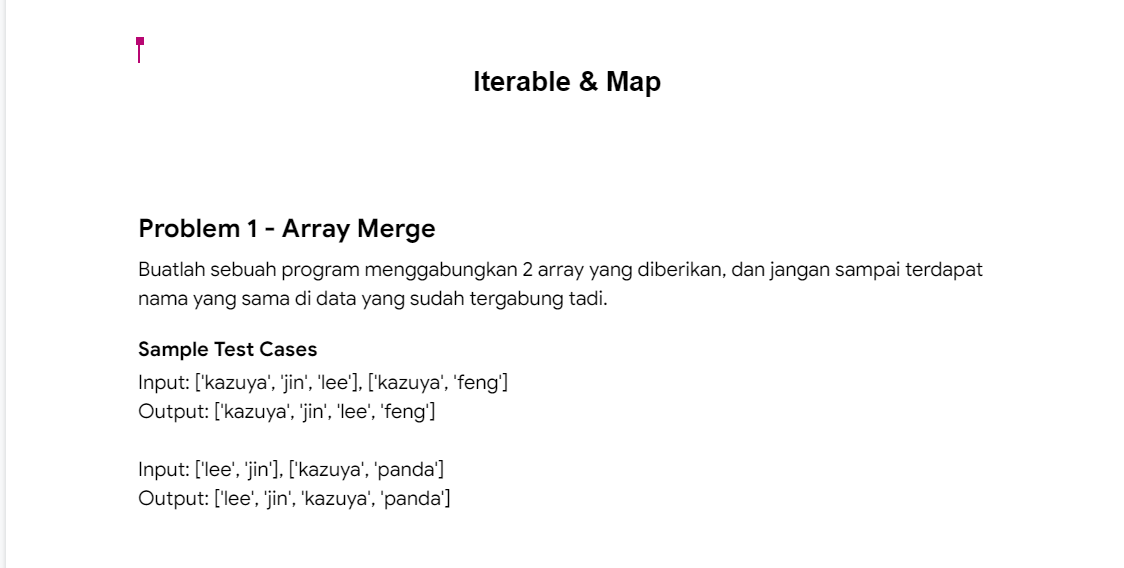 Iterable & Map
Problem 1 - Array Merge
Buatlah sebuah program menggabungkan 2 array yang diberikan, dan jangan sampai terdapat
nama yang sama di data yang sudah tergabung tadi.
Sample Test Cases
Input: ['kazuya', 'jin', 'lee'], ['kazuya', 'feng']
Output: ['kazuya', 'jin', 'lee', 'feng']
Input: ['lee', 'jin'], ['kazuya', 'panda']
Output: ['lee', 'jin', 'kazuya', 'panda']